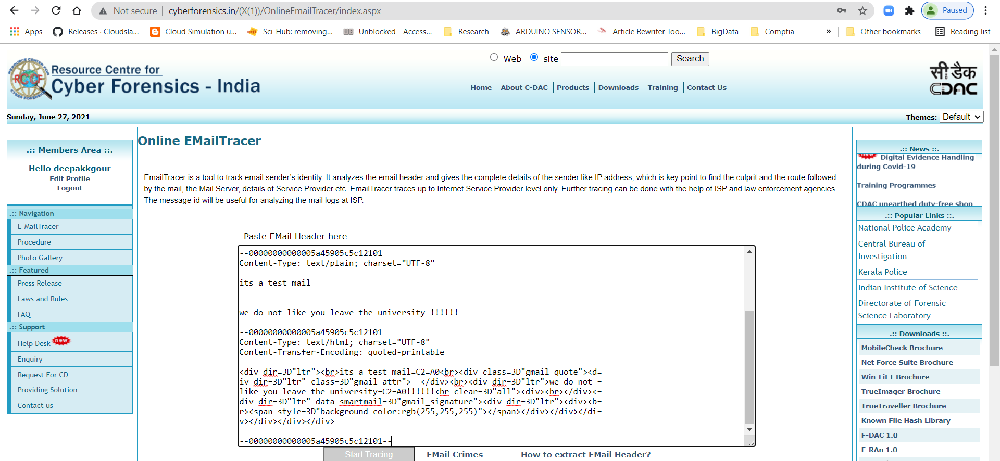 Not secure | cyberforensics.in/(X(1))/OnlineEmailTracer/index.aspx
Paused
Apps Releases · Cloudsla... Cloud Simulation u... Sci-Hub: removing... UB Unblocked - Access... Research ARDUINO SENSOR... Article Rewriter Too... BigData Comptia » Other bookmarks Reading list
Web site Search
RCCF
Resource Centre for
Cyber Forensics - India
Home About C-DAC Products Downloads Training Contact Us
सी डैक
CDAC
Sunday, June 27, 2021
Themes: Default
.:: Members Area ::.
Hello deepakkgour
Edit Profile
Logout
.:: Navigation
E-MailTracer
Procedure
Photo Gallery
.:: Featured
Press Release
Laws and Rules
FAQ
.:: Support
Help Desk new
Enquiry
Request For CD
Providing Solution
Contact us
Online EMailTracer
EmailTracer is a tool to track email sender's identity. It analyzes the email header and gives the complete details of the sender like IP address, which is key point to find the culprit and the route followed
by the mail, the Mail Server, details of Service Provider etc. EmailTracer traces up to Internet Service Provider level only. Further tracing can be done with the help of ISP and law enforcement agencies.
The message-id will be useful for analyzing the mail logs at ISP.
Paste EMail Header here
--00000000000005a45905c5c12101
Content-Type: text/plain; charset="UTF-8"
its a test mail
--
we do not like you leave the university !!!!!!
--00000000000005a45905c5c12101
Content-Type: text/html; charset="UTF-8"
Content-Transfer-Encoding: quoted-printable
<div dir=3D"ltr"><br>its a test mail=C2=A0<br><div class=3D"gmail_quote"><d=
iv dir=3D"ltr" class=3D"gmail_attr">--</div><br><div dir=3D"ltr">we do not =
like you leave the university=C2=A0!!!!!!<br clear=3D"all"><div><br></div><=
div dir=3D"ltr" data-smartmail=3D"gmail_signature"><div dir=3D"ltr"><div><b=
r><span style=3D"background-color:rgb(255,255,255)"></span></div></div></di=
v></div></div></div>
--00000000000005a45905c5c12101--
Start Tracing EMail Crimes How to extract EMail Header?
.:: News ::.
new Digital Evidence Handling
during Covid-19
Training Programmes
CDAC unearthed duty-free shop
.:: Popular Links ::.
National Police Academy
Central Bureau of
Investigation
Kerala Police
Indian Institute of Science
Directorate of Forensic
Science Laboratory
.:: Downloads ::.
MobileCheck Brochure
Net Force Suite Brochure
Win-LiFT Brochure
TrueImager Brochure
TrueTraveller Brochure
Known File Hash Library
F-DAC 1.0
F-RAn 1.0